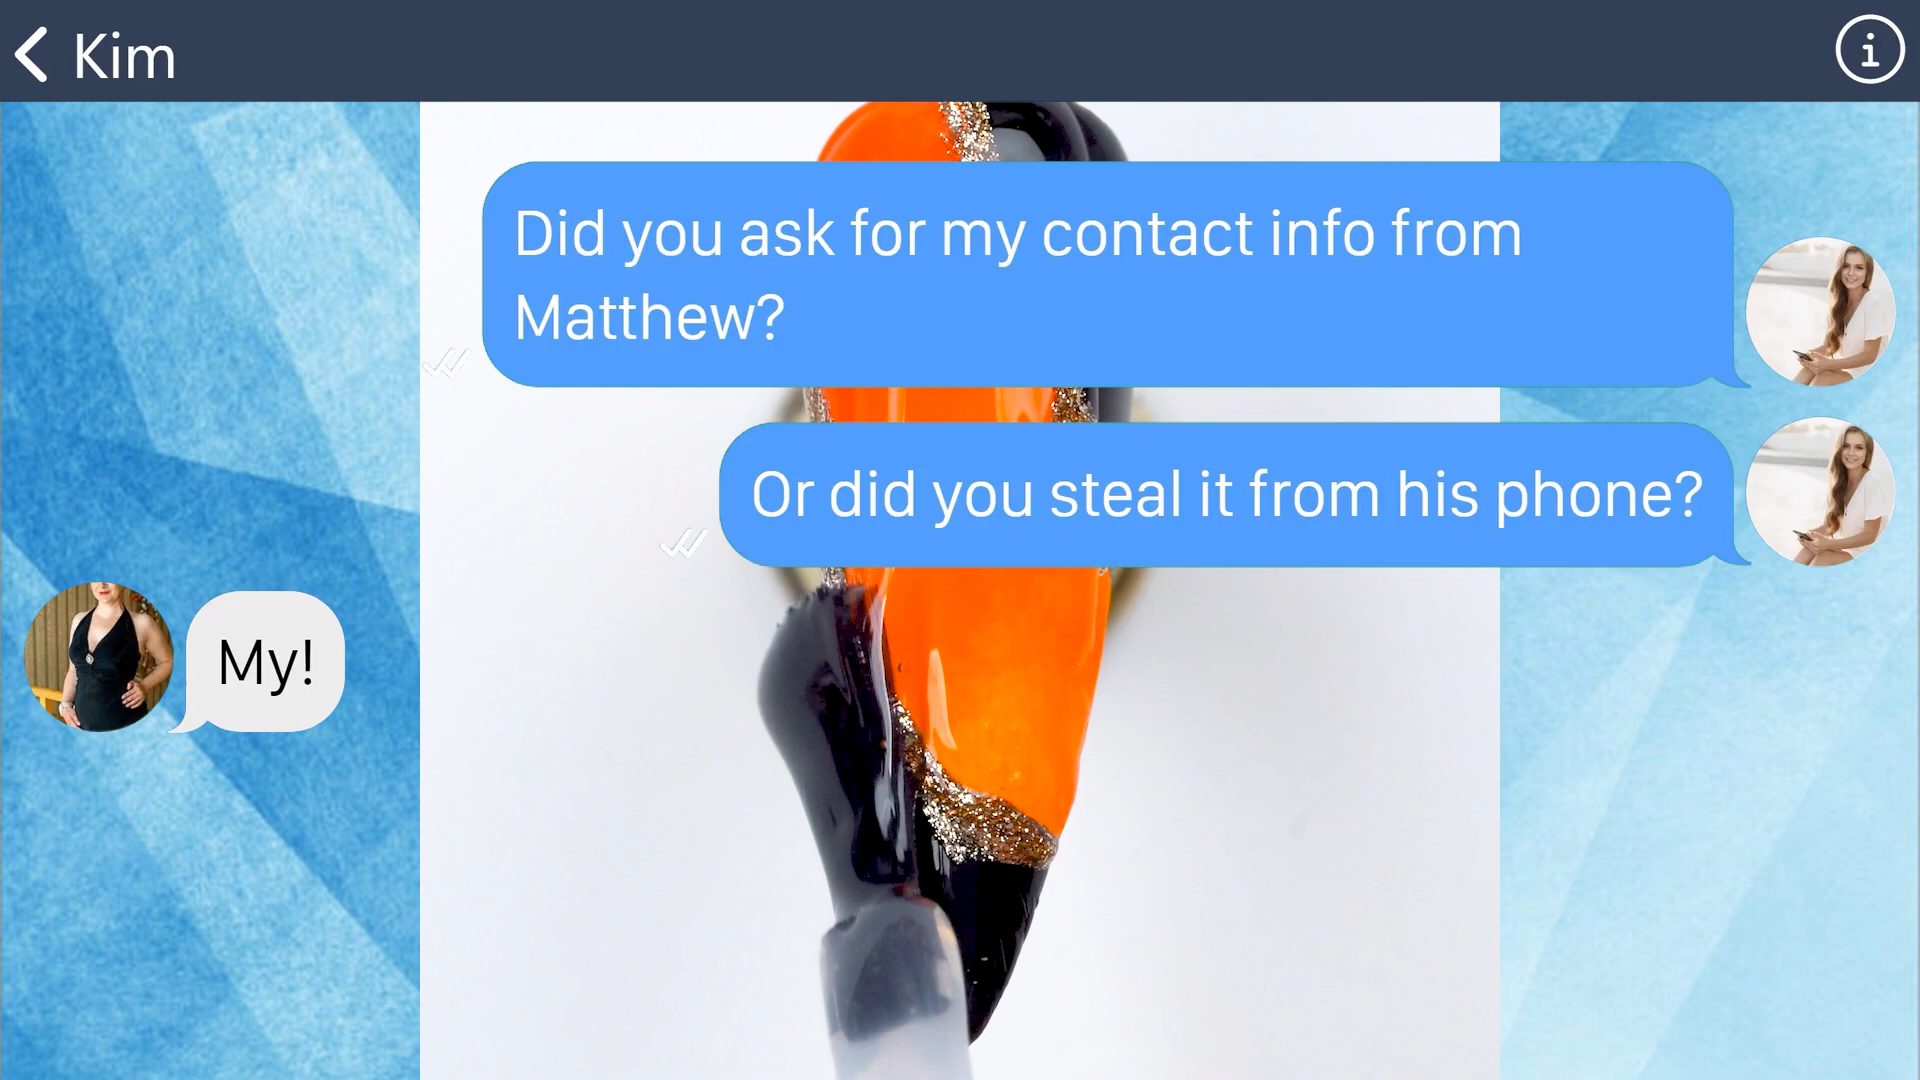 Kim
Did you ask for my contact info from
Matthew?
Or did you steal it from his phone?
My!